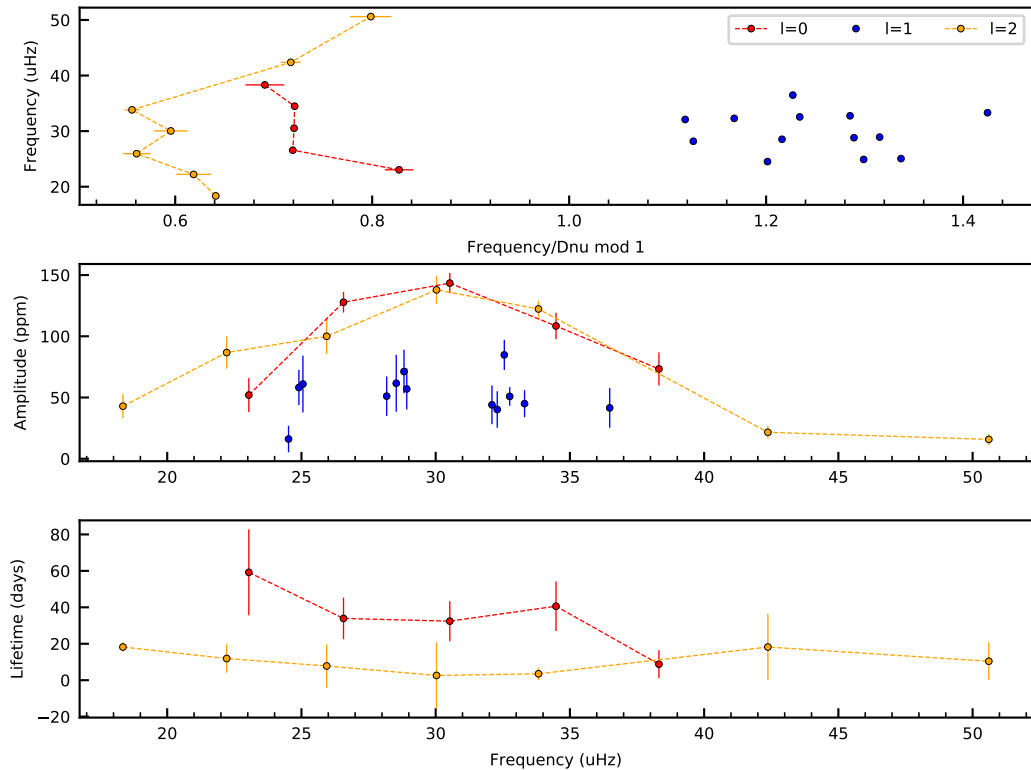 50
40
30
20
Frequency (uHz)
l=0 l=1 l=2
0.6 0.8 1.0 1.2 1.4
Frequency/Dnu mod 1
150
100
50
0
Amplitude (ppm)
20 25 30 35 40 45 50
80
60
40
20
0
−20
Lifetime (days)
20 25 30 35 40 45 50
Frequency (uHz)